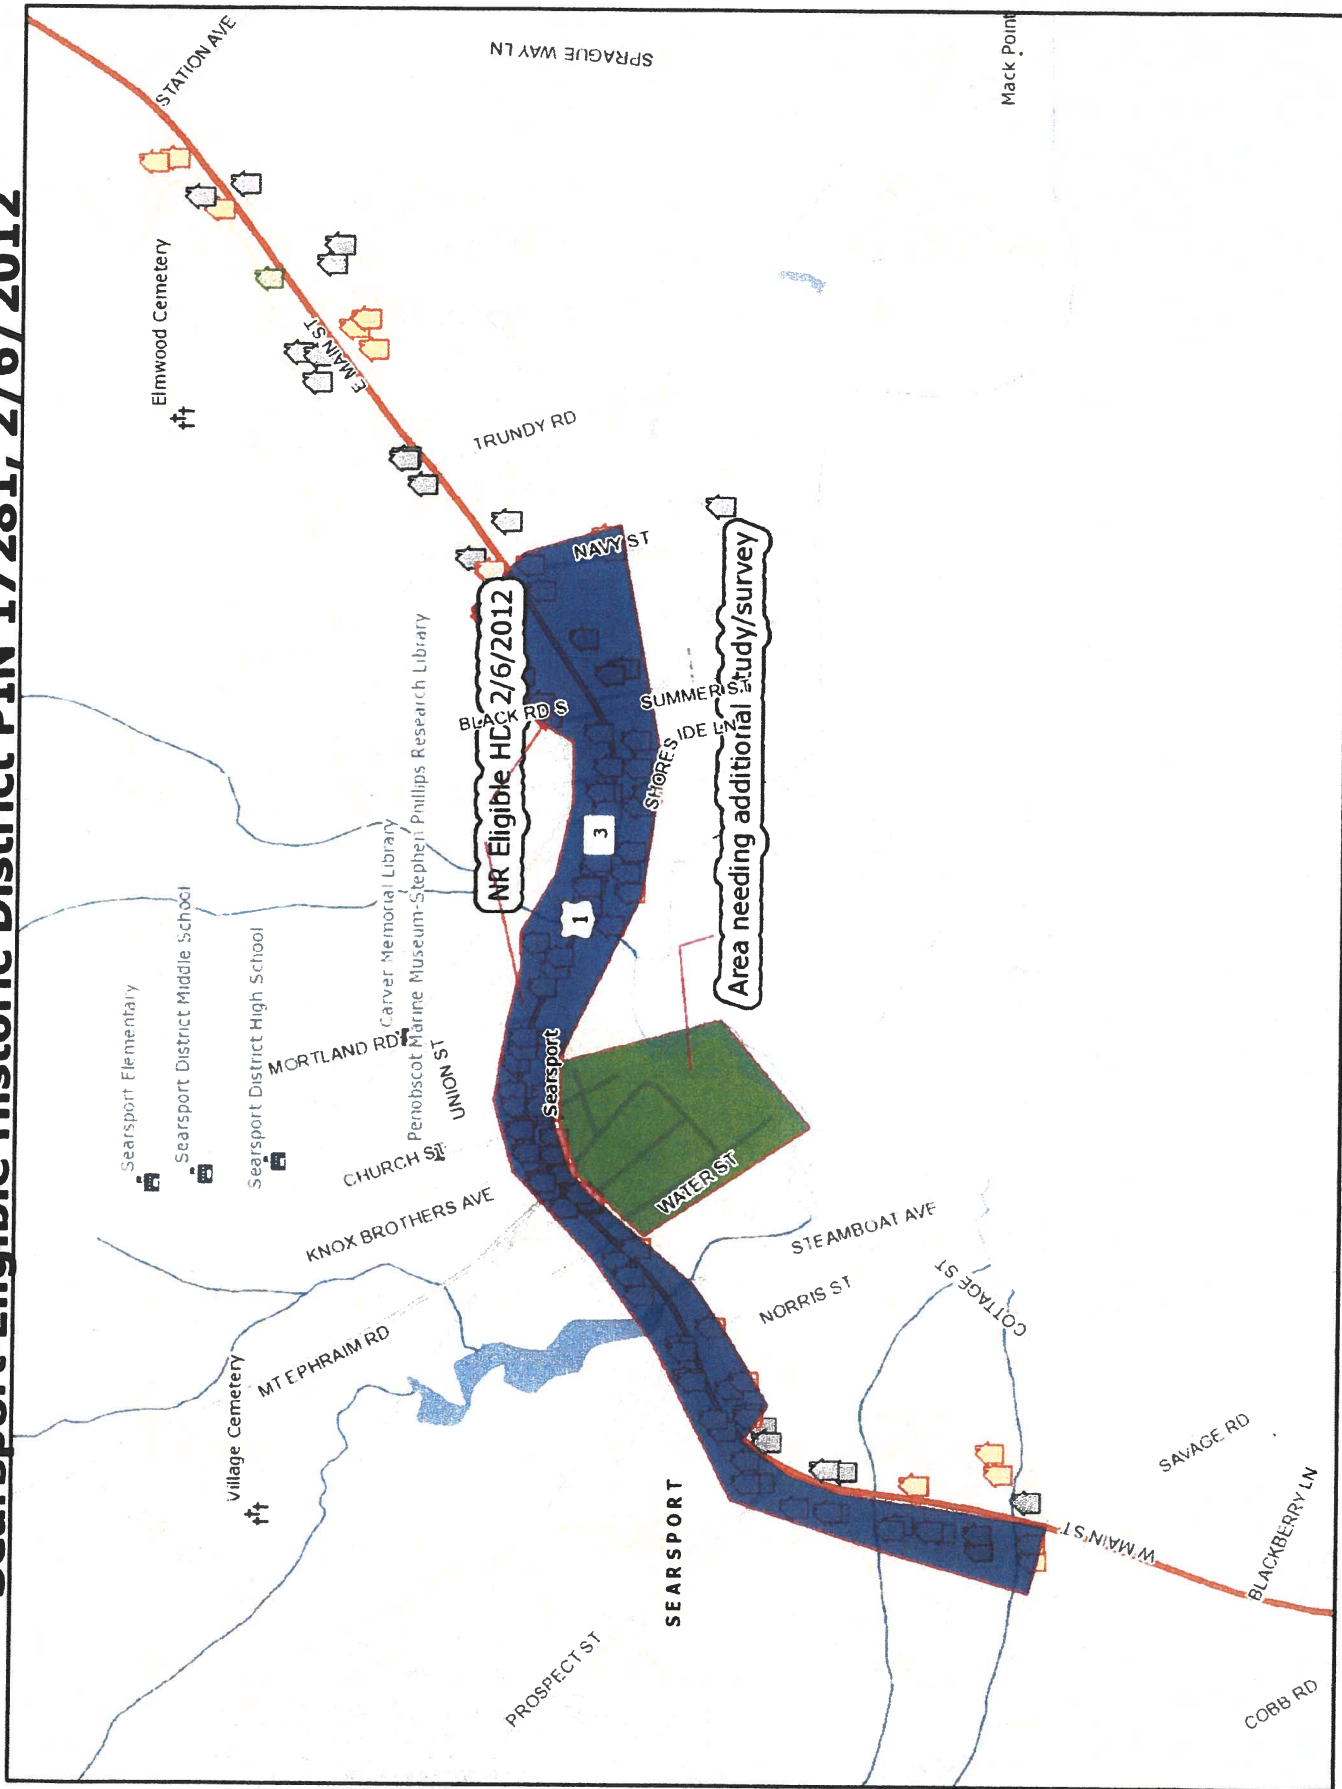 Searsport Eligible Historic District PIN 17281, 2/6/2012
STATION AVE
SPRAGUE WAY LN
Mack Point
Elmwood Cemetery
E MAIN ST
TRUNDY RD
NAVY ST
NR Eligible HD 2/6/2012
BLACK RD S
SUMMER ST
SHORESIDE LN
Area needing additional study/survey
3
1
Searsport Elementary
Searsport District Middle School
Searsport District High School
Carver Memorial Library
Penobscot Marine Museum-Stephen Phillips Research Library
MORTLAND RD
UNION ST
CHURCH ST
KNOX BROTHERS AVE
Searsport
WATER ST
STEAMBOAT AVE
NORRIS ST
COTTAGE ST
MT EPHRAIM RD
Village Cemetery
SEARSPORT
PROSPECT ST
W MAIN ST
SAVAGE RD
BLACKBERRY LN
COBB RD